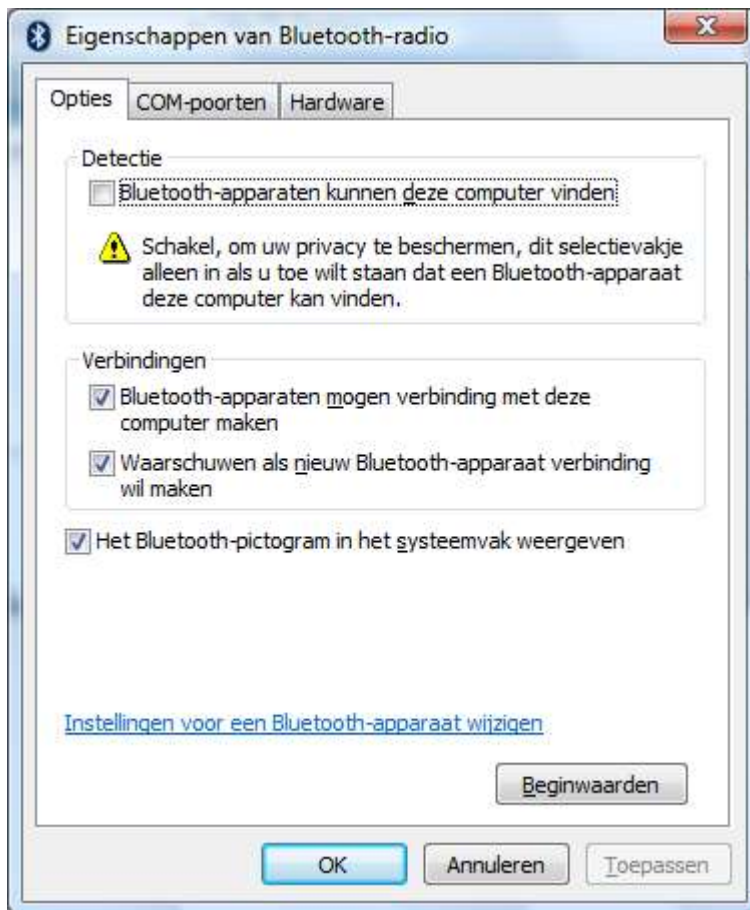 Eigenschappen van Bluetooth-radio
Opties
COM-poorten
Hardware
Detectie
Bluetooth-apparaten kunnen deze computer vinden
Schakel, om uw privacy te beschermen, dit selectievakje
alleen in als u toe wilt staan dat een Bluetooth-apparaat
deze computer kan vinden.
Verbindingen
Bluetooth-apparaten mogen verbinding met deze
computer maken
Waarschuwen als nieuw Bluetooth-apparaat verbinding
wil maken
Het Bluetooth-pictogram in het systeemvak weergeven
Instellingen voor een Bluetooth-apparaat wijzigen
Beginwaarden
OK
Annuleren
Toepassen